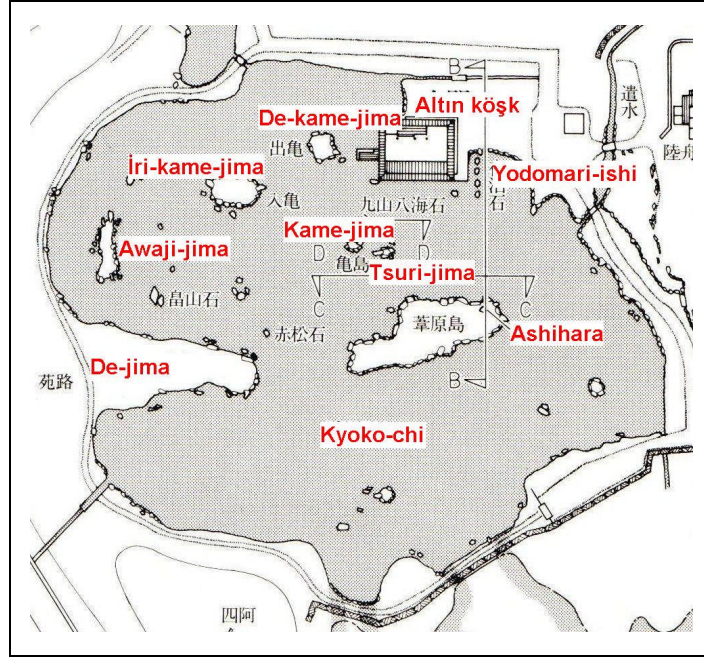 B
Altın köşk
遣水
De-kame-jima
出亀
陸舟
İri-kame-jima
Yodomari-ishi
泊石
入亀
九山八海石
Kame-jima
Awaji-jima
D
D
亀島
Tsuri-jima
畠山石
C
C
葦原島
赤松石
Ashihara
De-jima
苑路
B
Kyoko-chi
四阿